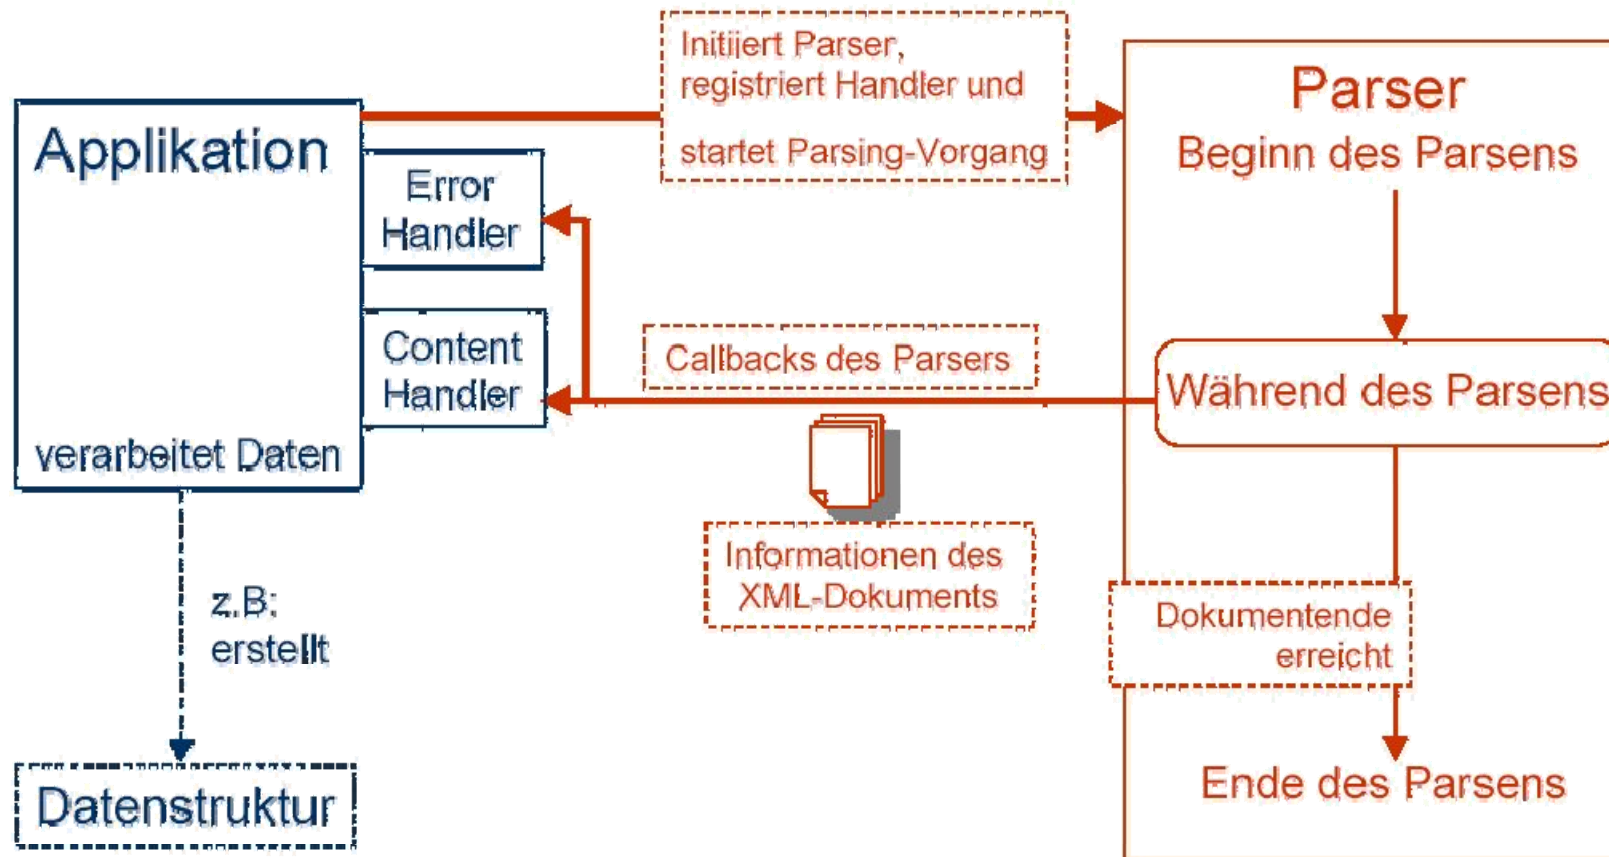 Initiiert Parser,
registriert Handler und
startet Parsing-Vorgang
Applikation
Error
Handler
Content
Handler
verarbeitet Daten
z.B:
erstellt
Datenstruktur
Callbacks des Parsers
Informationen des
XML-Dokuments
Parser
Beginn des Parsens
Während des Parsens
Dokumentende
erreicht
Ende des Parsens